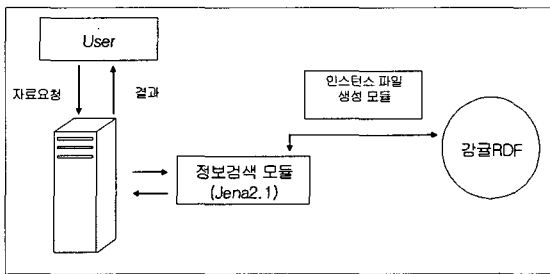 User
자료요청
결과
인스턴스 파일
생성 모듈
정보검색 모듈
(Jena2.1)
감귤RDF